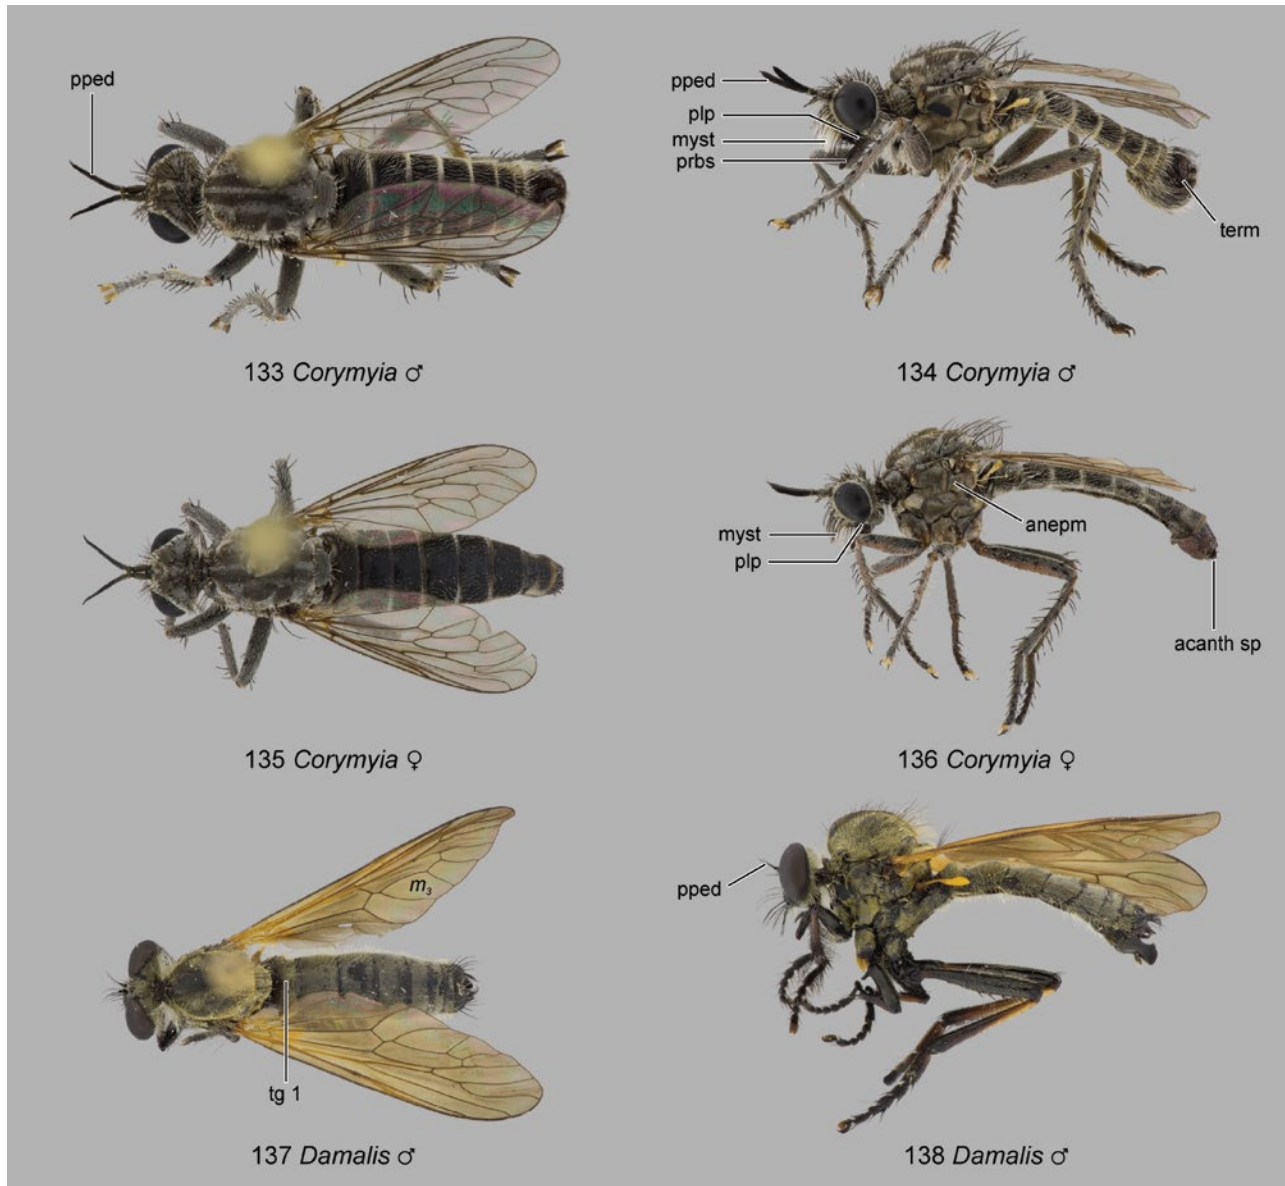 pped
133 Corymyia ♂
pped
plp
myst
prbs
term
134 Corymyia ♂
135 Corymyia ♀
myst
plp
anepm
acanth sp
136 Corymyia ♀
m₃
tg 1
137 Damalis ♂
pped
138 Damalis ♂